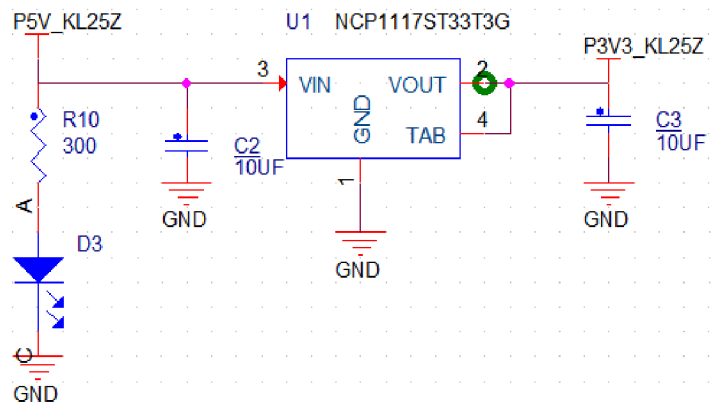 P5V_KL25Z
U1 NCP1117ST33T3G
P3V3_KL25Z
3
VIN
VOUT
2
GND
TAB
4
1
R10
300
C2
10UF
C3
10UF
GND
GND
GND
A
D3
C
GND